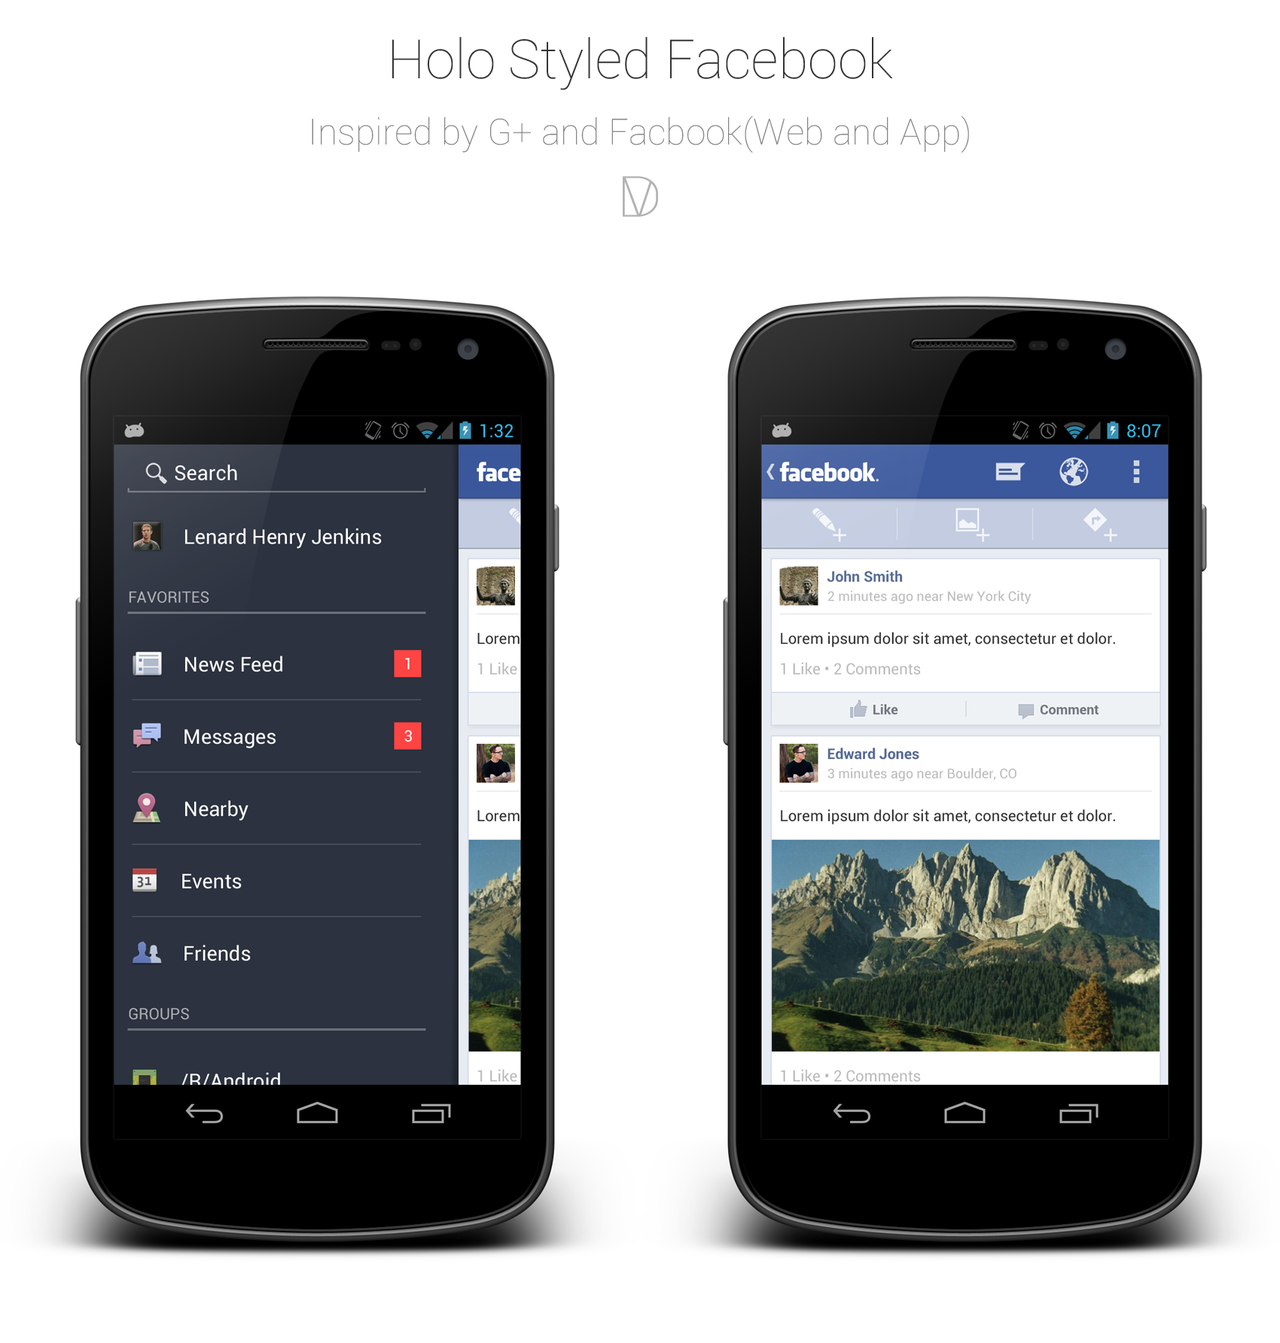 Holo Styled Facebook
Inspired by G+ and Facbook(Web and App)
1:32
Search
face
Lenard Henry Jenkins
FAVORITES
News Feed 1
Lorem
1 Like
Messages 3
Nearby
Lorem
Events
31
Friends
GROUPS
/R/Android
1 Like
8:07
facebook.
John Smith
2 minutes ago near New York City
Lorem ipsum dolor sit amet, consectetur et dolor.
1 Like • 2 Comments
Like Comment
Edward Jones
3 minutes ago near Boulder, CO
Lorem ipsum dolor sit amet, consectetur et dolor.
1 Like • 2 Comments